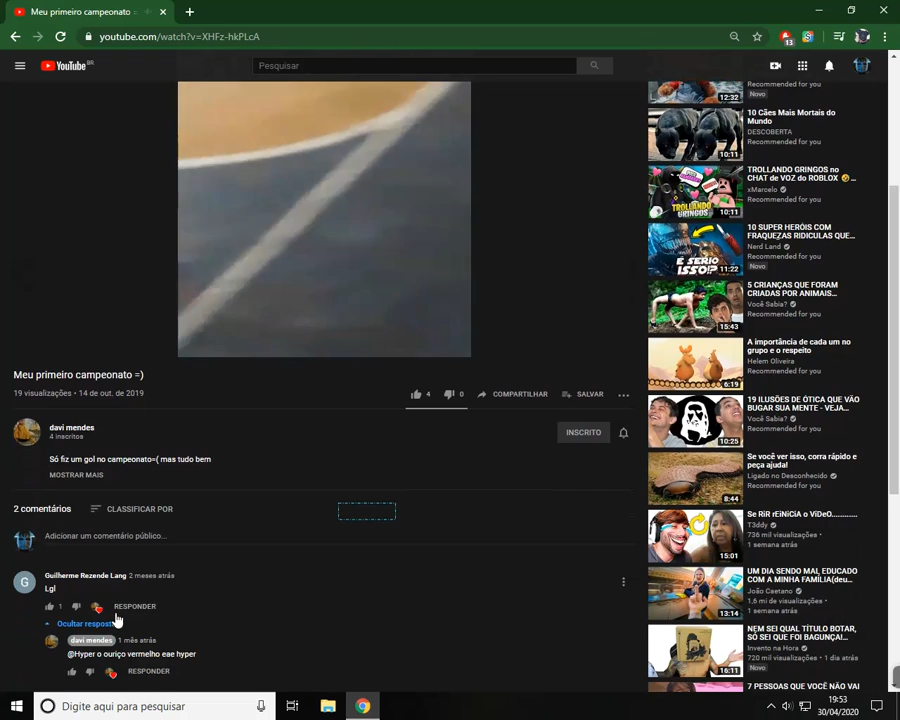 Meu primeiro campeonato =
youtube.com/watch?v=XHFz-hkPLcA
13
YouTube BR
Pesquisar
12:32
Recommended for you
Novo
10:11
10 Cães Mais Mortais do
Mundo
DESCOBERTA
Recommended for you
TROLLANDO GRINGOS
10:11
TROLLANDO GRINGOS no
CHAT de VOZ do ROBLOX 🤣 ...
xMarcelo
Recommended for you
É SERIO
ISSO!?
11:22
10 SUPER HERÓIS COM
FRAQUEZAS RIDICULAS QUE...
Nerd Land
Recommended for you
Novo
15:43
5 CRIANÇAS QUE FORAM
CRIADAS POR ANIMAIS...
Você Sabia?
Recommended for you
6:19
A importância de cada um no
grupo e o respeito
Helem Oliveira
Recommended for you
10:25
19 ILUSÕES DE ÓTICA QUE VÃO
BUGAR SUA MENTE - VEJA...
Você Sabia?
Recommended for you
8:44
Se você ver isso, corra rápido e
peça ajuda!
Ligado no Desconhecido
Recommended for you
15:01
Se RiR rEiNiCiA o VíDeO..........
T3ddy
736 mil visualizações •
1 semana atrás
13:14
UM DIA SENDO MAL EDUCADO
COM A MINHA FAMÍLIA(deu...
João Caetano
1,6 mi de visualizações •
1 semana atrás
16:11
NEM SEI QUAL TÍTULO BOTAR,
SÓ SEI QUE FOI BAGUNÇA!...
Invento na Hora
720 mil visualizações • 1 dia atrás
Novo
7 PESSOAS QUE VOCÊ NÃO VAI
Meu primeiro campeonato =)
19 visualizações • 14 de out. de 2019
4
0
COMPARTILHAR
SALVAR
davi mendes
4 inscritos
INSCRITO
Só fiz um gol no campeonato=( mas tudo bem
MOSTRAR MAIS
2 comentários
CLASSIFICAR POR
Adicionar um comentário público...
G
Guilherme Rezende Lang 2 meses atrás
Lgl
1
RESPONDER
Ocultar respost
davi mendes 1 mês atrás
@Hyper o ouriço vermelho eae hyper
RESPONDER
Digite aqui para pesquisar
19:53
30/04/2020